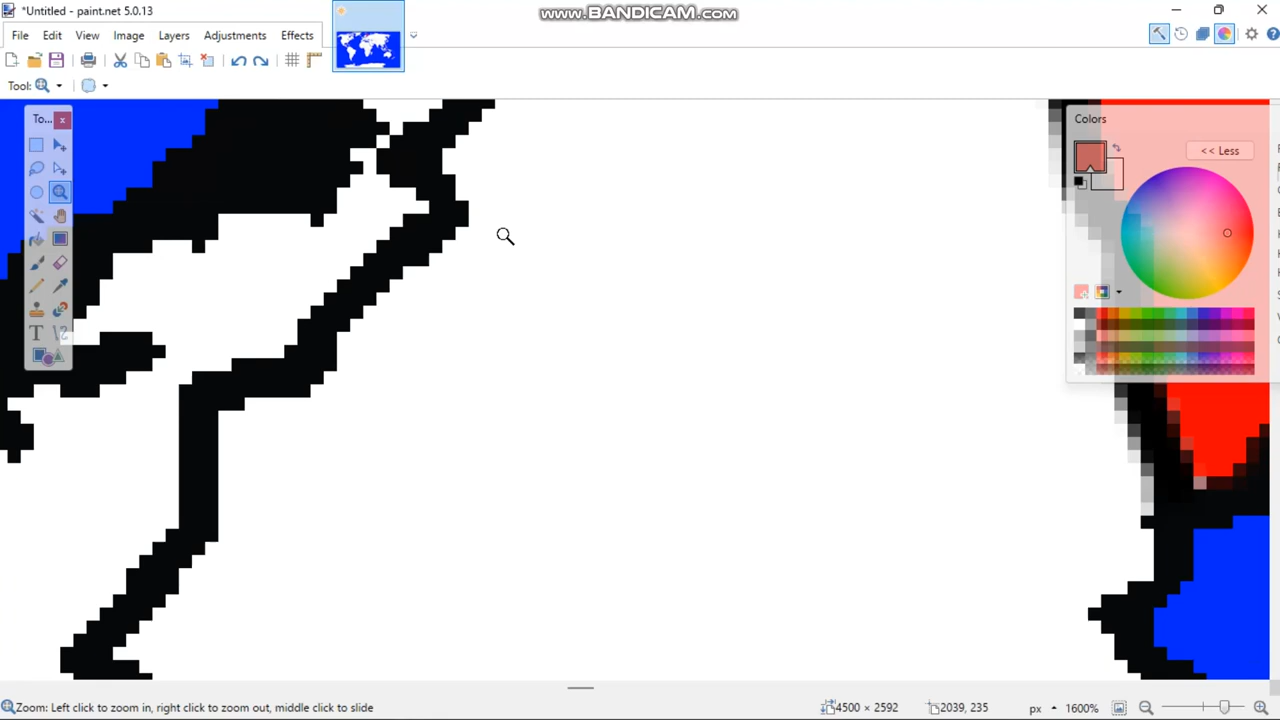 *Untitled - paint.net 5.0.13
www.BANDICAM.com
File Edit View Image Layers Adjustments Effects
Tool:
To...
Colors
<< Less
T
Zoom: Left click to zoom in, right click to zoom out, middle click to slide
4500 × 2592
2039, 235
px
1600%